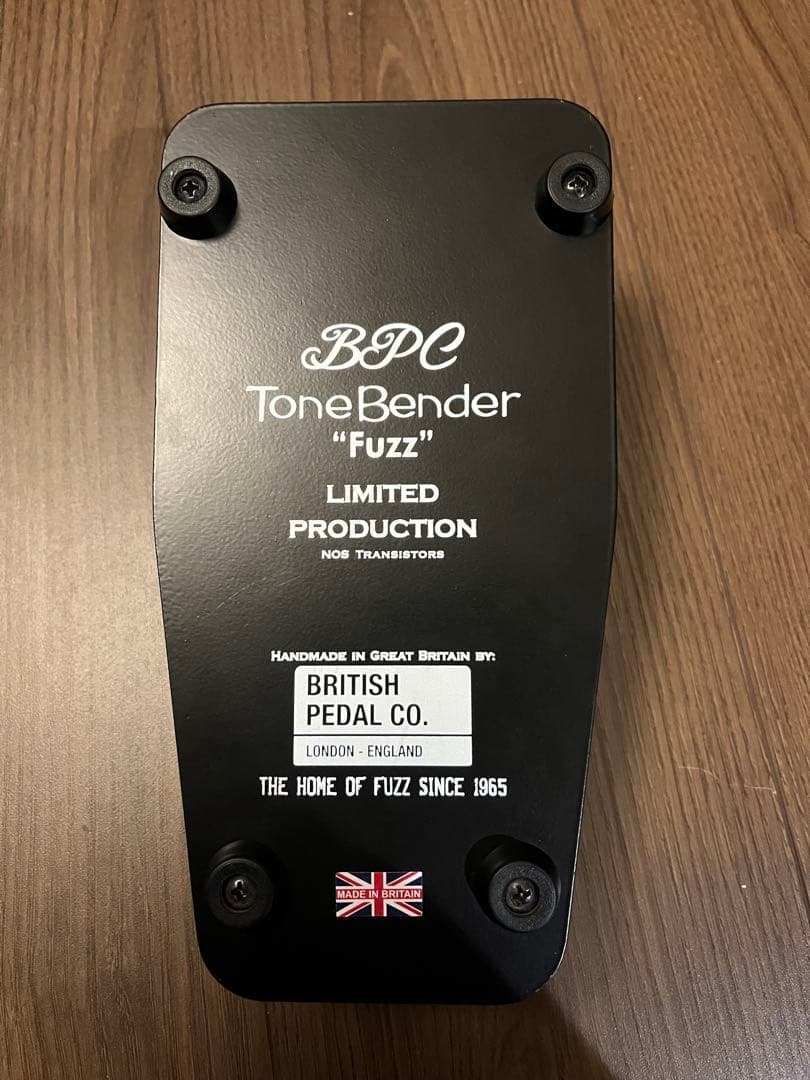 BPC
ToneBender
“Fuzz”
LIMITED
PRODUCTION
NOS TRANSISTORS
HANDMADE IN GREAT BRITAIN BY:
BRITISH
PEDAL CO.
LONDON - ENGLAND
THE HOME OF FUZZ SINCE 1965
MADE IN BRITAIN